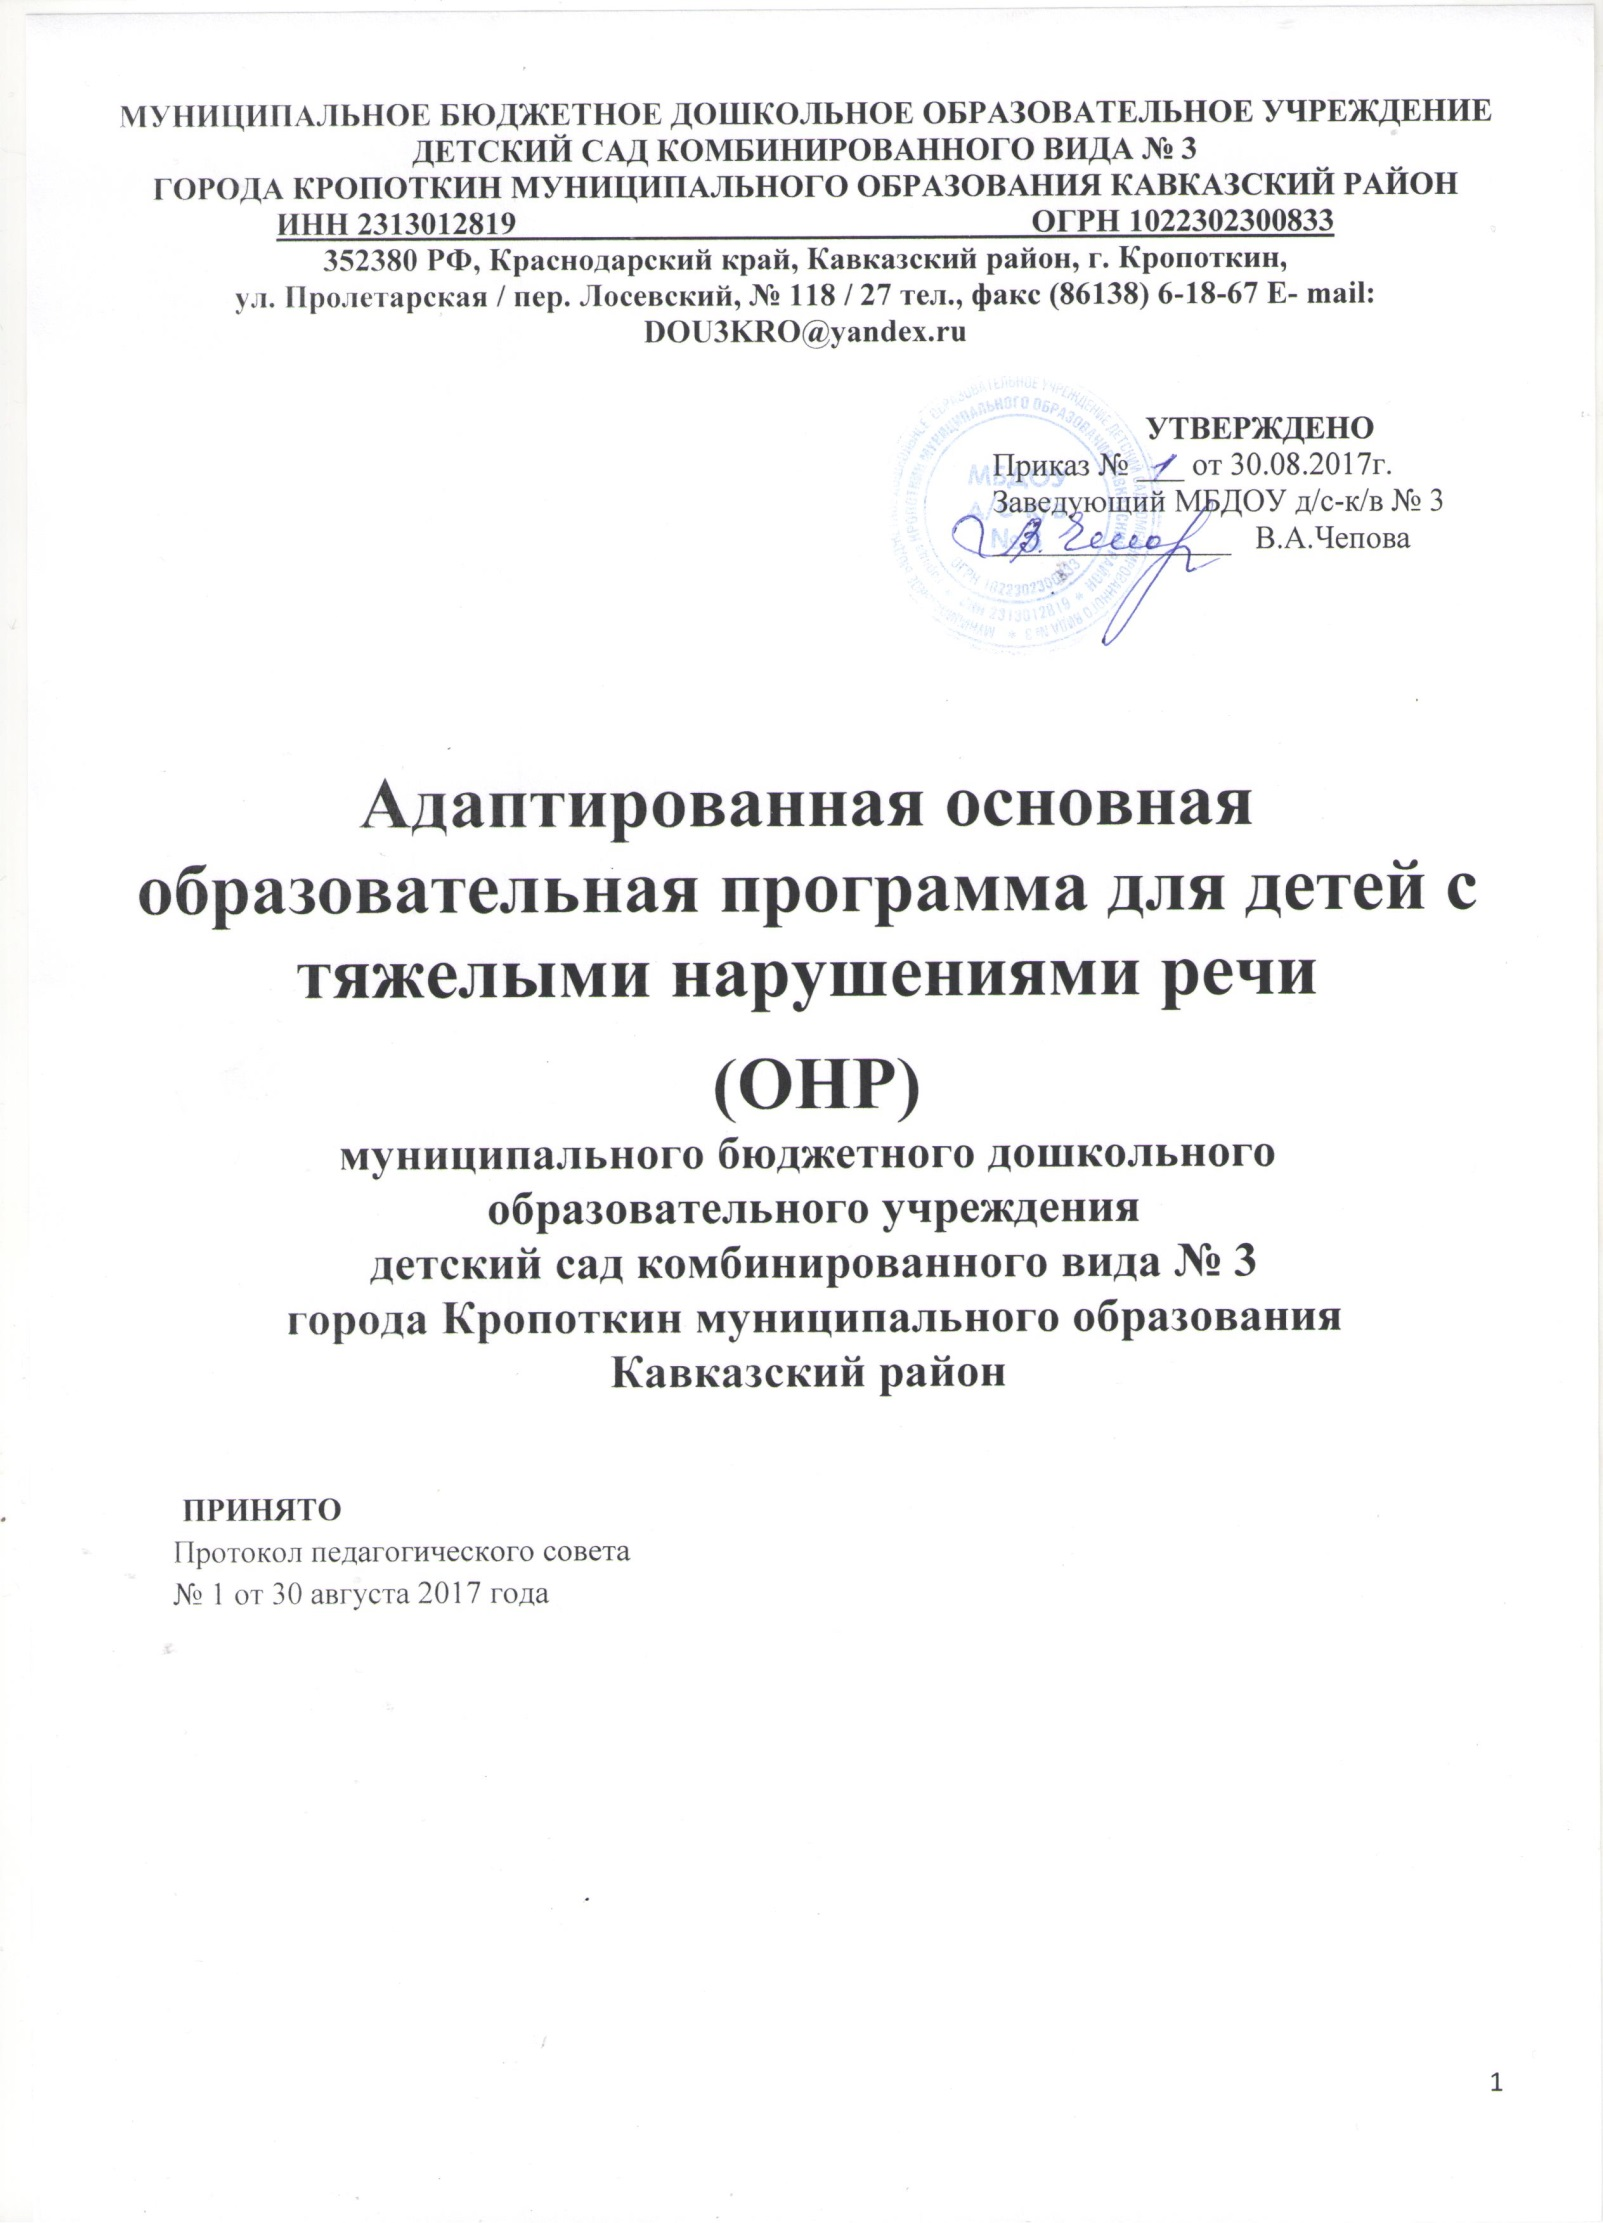 МУНИЦИПАЛЬНОЕ БЮДЖЕТНОЕ ДОШКОЛЬНОЕ ОБРАЗОВАТЕЛЬНОЕ УЧРЕЖДЕНИЕ
ДЕТСКИЙ САД КОМБИНИРОВАННОГО ВИДА № 3
ГОРОДА КРОПОТКИН МУНИЦИПАЛЬНОГО ОБРАЗОВАНИЯ КАВКАЗСКИЙ РАЙОН
ИНН 2313012819 ОГРН 1022302300833
352380 РФ, Краснодарский край, Кавказский район, г. Кропоткин,
ул. Пролетарская / пер. Лосевский, № 118 / 27 тел., факс (86138) 6-18-67 E- mail:
DOU3KRO@yandex.ru
УТВЕРЖДЕНО
Приказ № 1 от 30.08.2017г.
Заведующий МБДОУ д/с-к/в № 3
В.А.Чепова
МБДОУ
ОГРН 1022302300833
ИНН 2313012819
Адаптированная основная
образовательная программа для детей с
тяжелыми нарушениями речи
(ОНР)
муниципального бюджетного дошкольного
образовательного учреждения
детский сад комбинированного вида № 3
города Кропоткин муниципального образования
Кавказский район
ПРИНЯТО
Протокол педагогического совета
№ 1 от 30 августа 2017 года
1